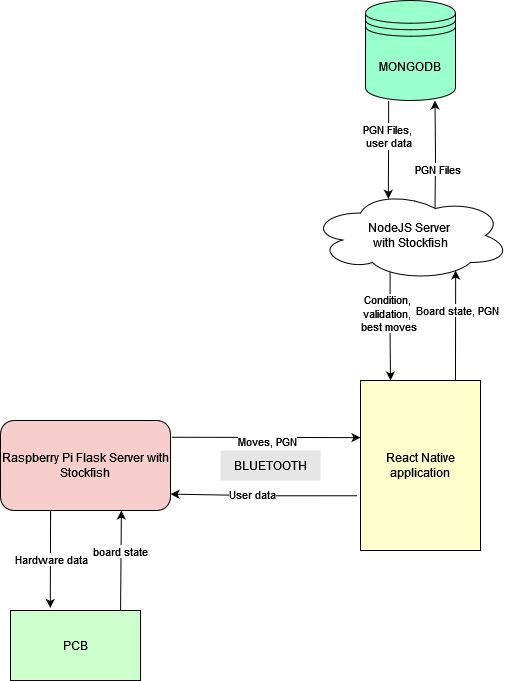 MONGODB
PGN Files,
user data
PGN Files
NodeJS Server
with Stockfish
Condition,
validation,
best moves
Board state, PGN
Raspberry Pi Flask Server with
Stockfish
Moves, PGN
BLUETOOTH
User data
React Native
application
Hardware data
board state
PCB